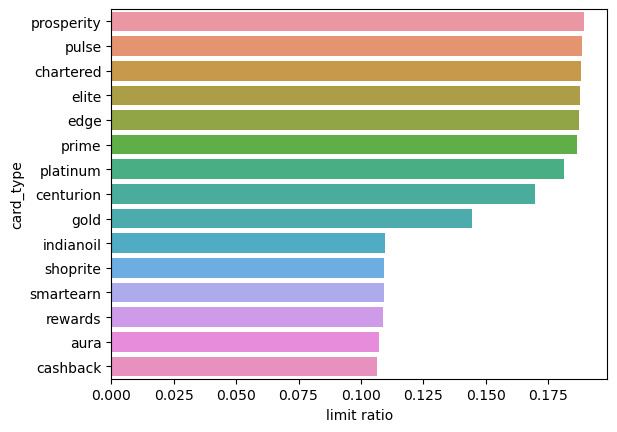 prosperity
pulse
chartered
elite
edge
prime
platinum
centurion
gold
indianoil
shoprite
smartearn
rewards
aura
cashback
card_type
0.000 0.025 0.050 0.075 0.100 0.125 0.150 0.175
limit ratio